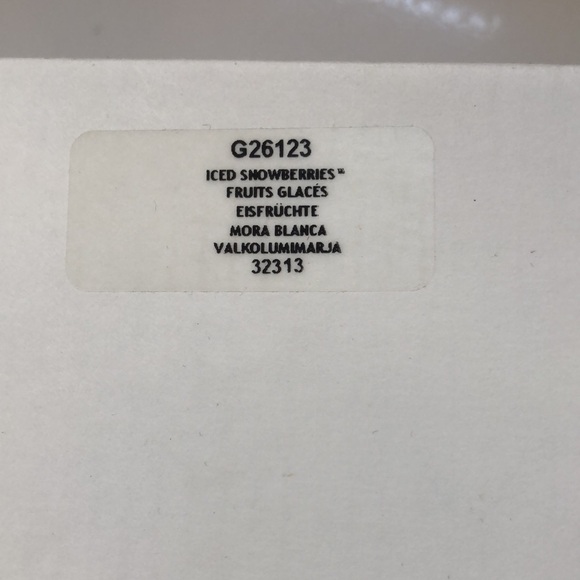 G26123
ICED SNOWBERRIES™
FRUITS GLACÉS
EISFRÜCHTE
MORA BLANCA
VALKOLUMIMARJA
32313